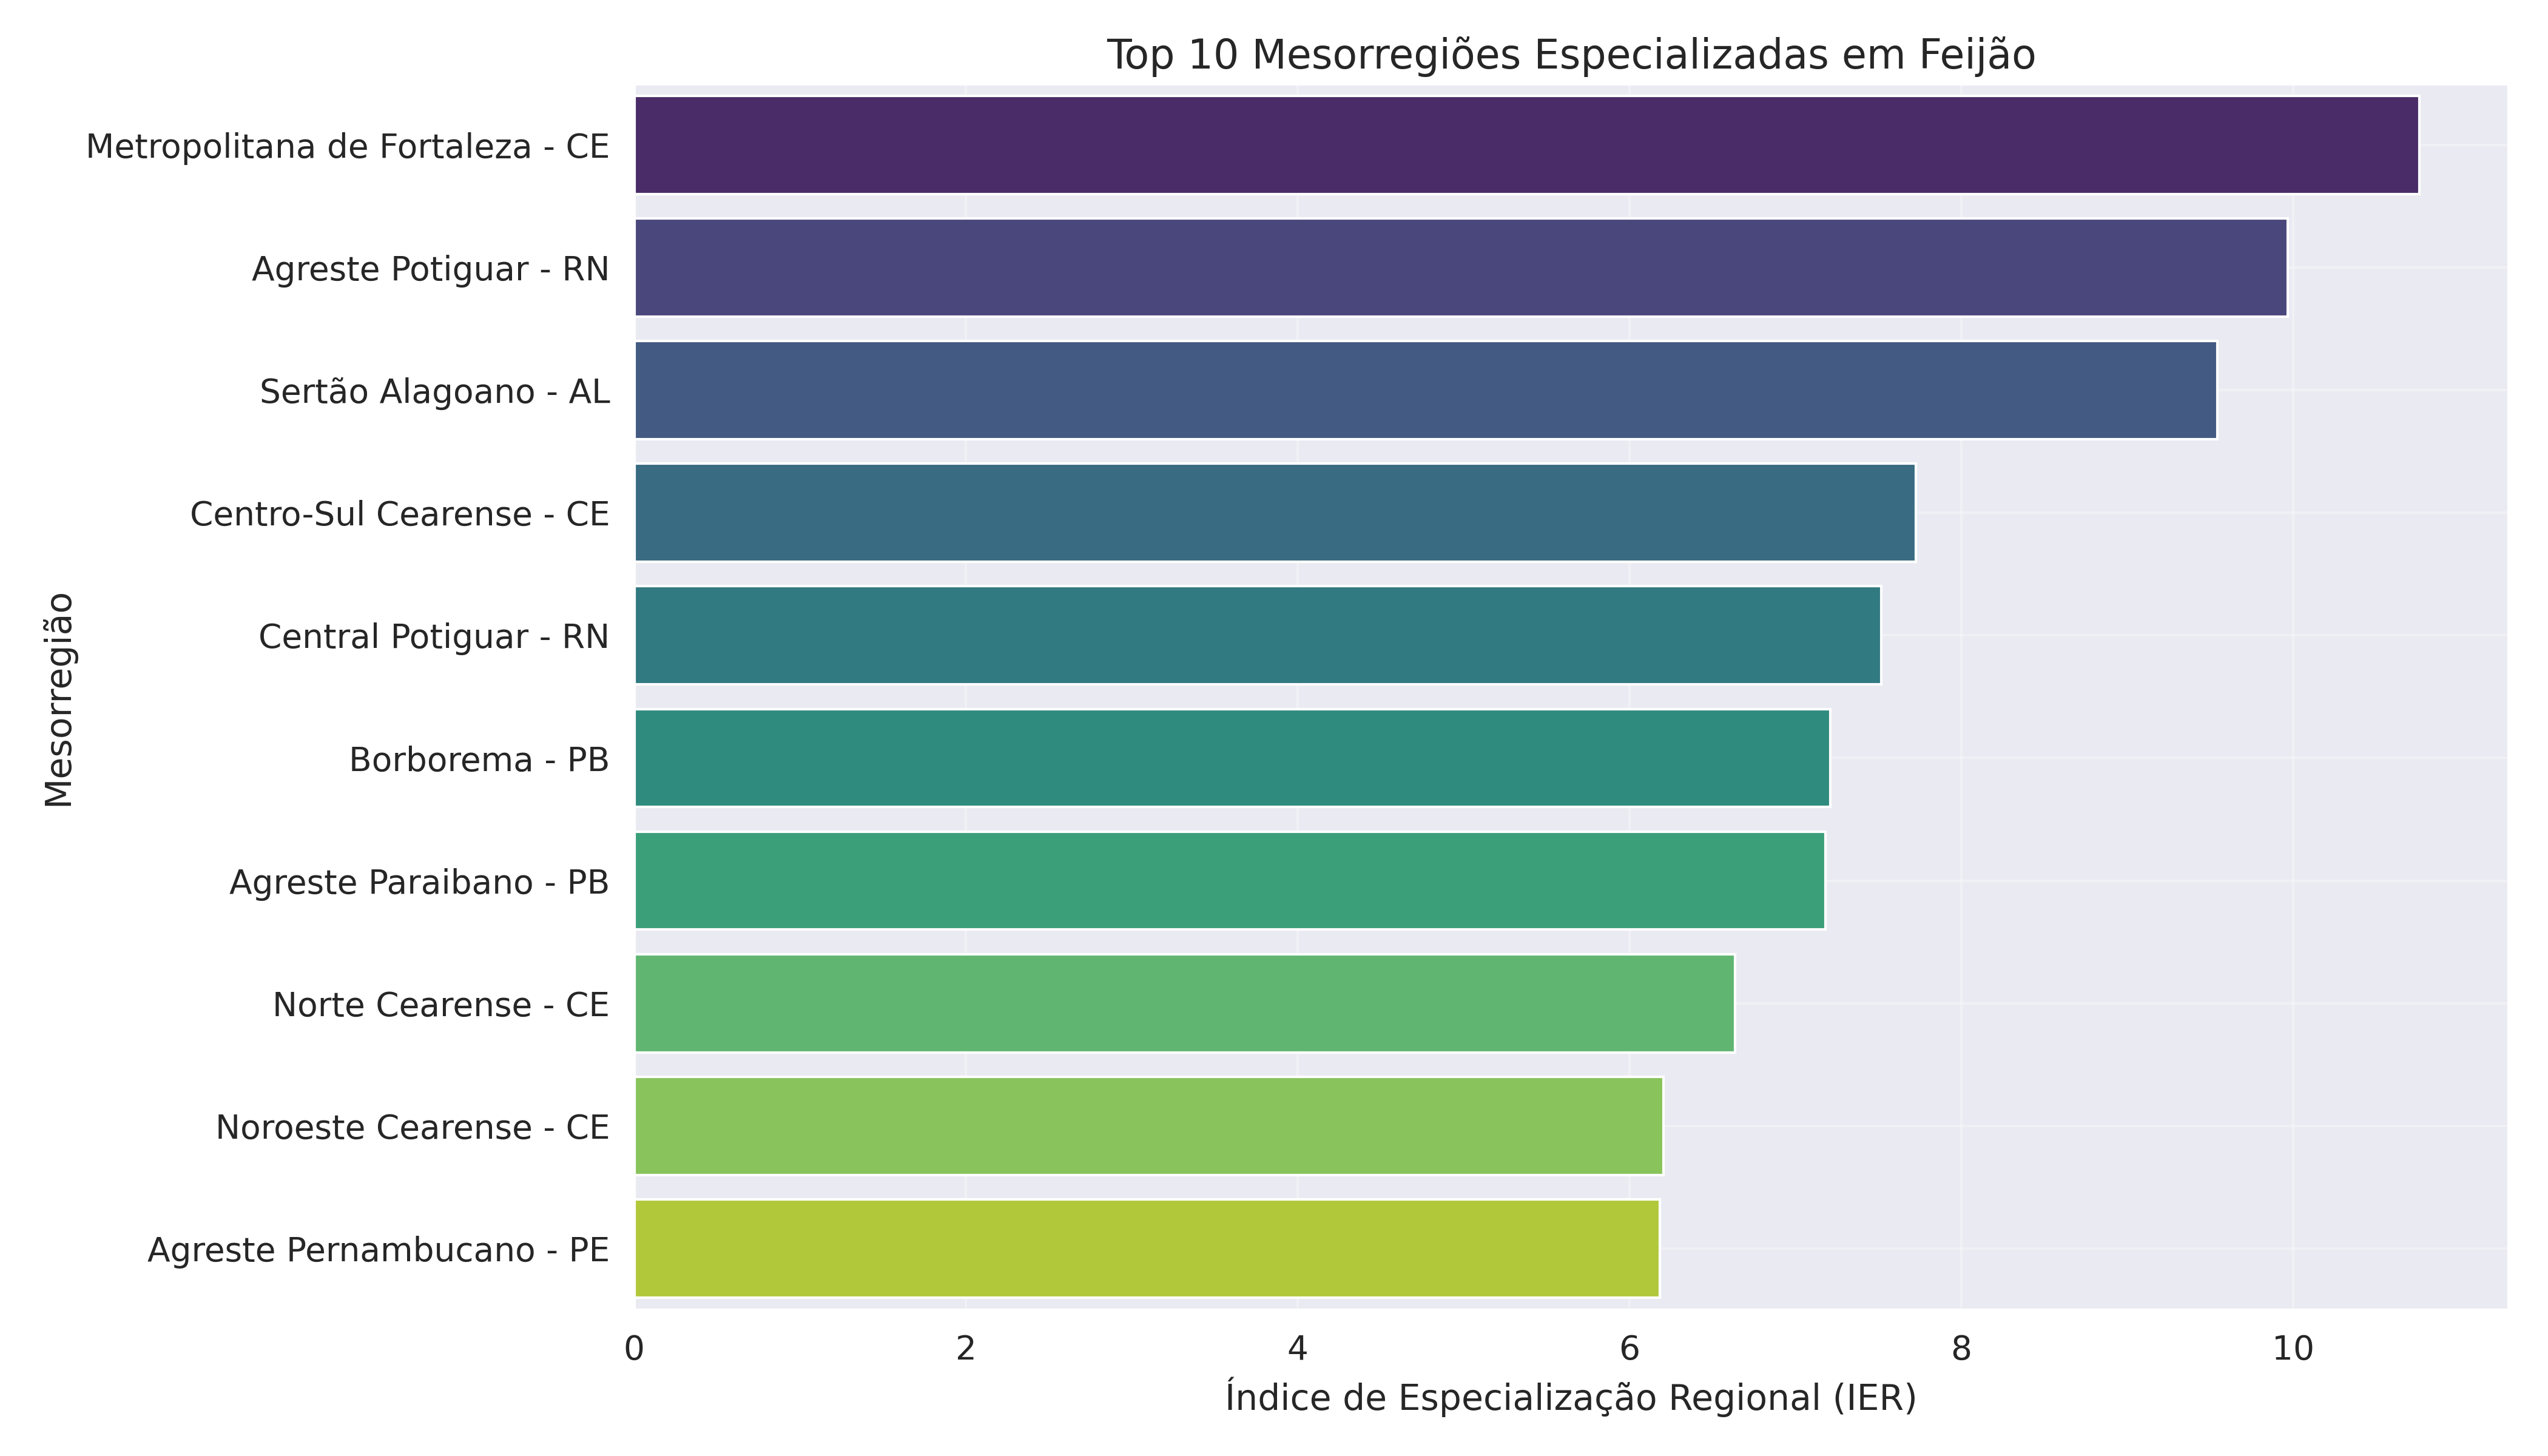 Top 10 Mesorregiões Especializadas em Feijão
Mesorregião
Metropolitana de Fortaleza - CE
Agreste Potiguar - RN
Sertão Alagoano - AL
Centro-Sul Cearense - CE
Central Potiguar - RN
Borborema - PB
Agreste Paraibano - PB
Norte Cearense - CE
Noroeste Cearense - CE
Agreste Pernambucano - PE
0 2 4 6 8 10
Índice de Especialização Regional (IER)